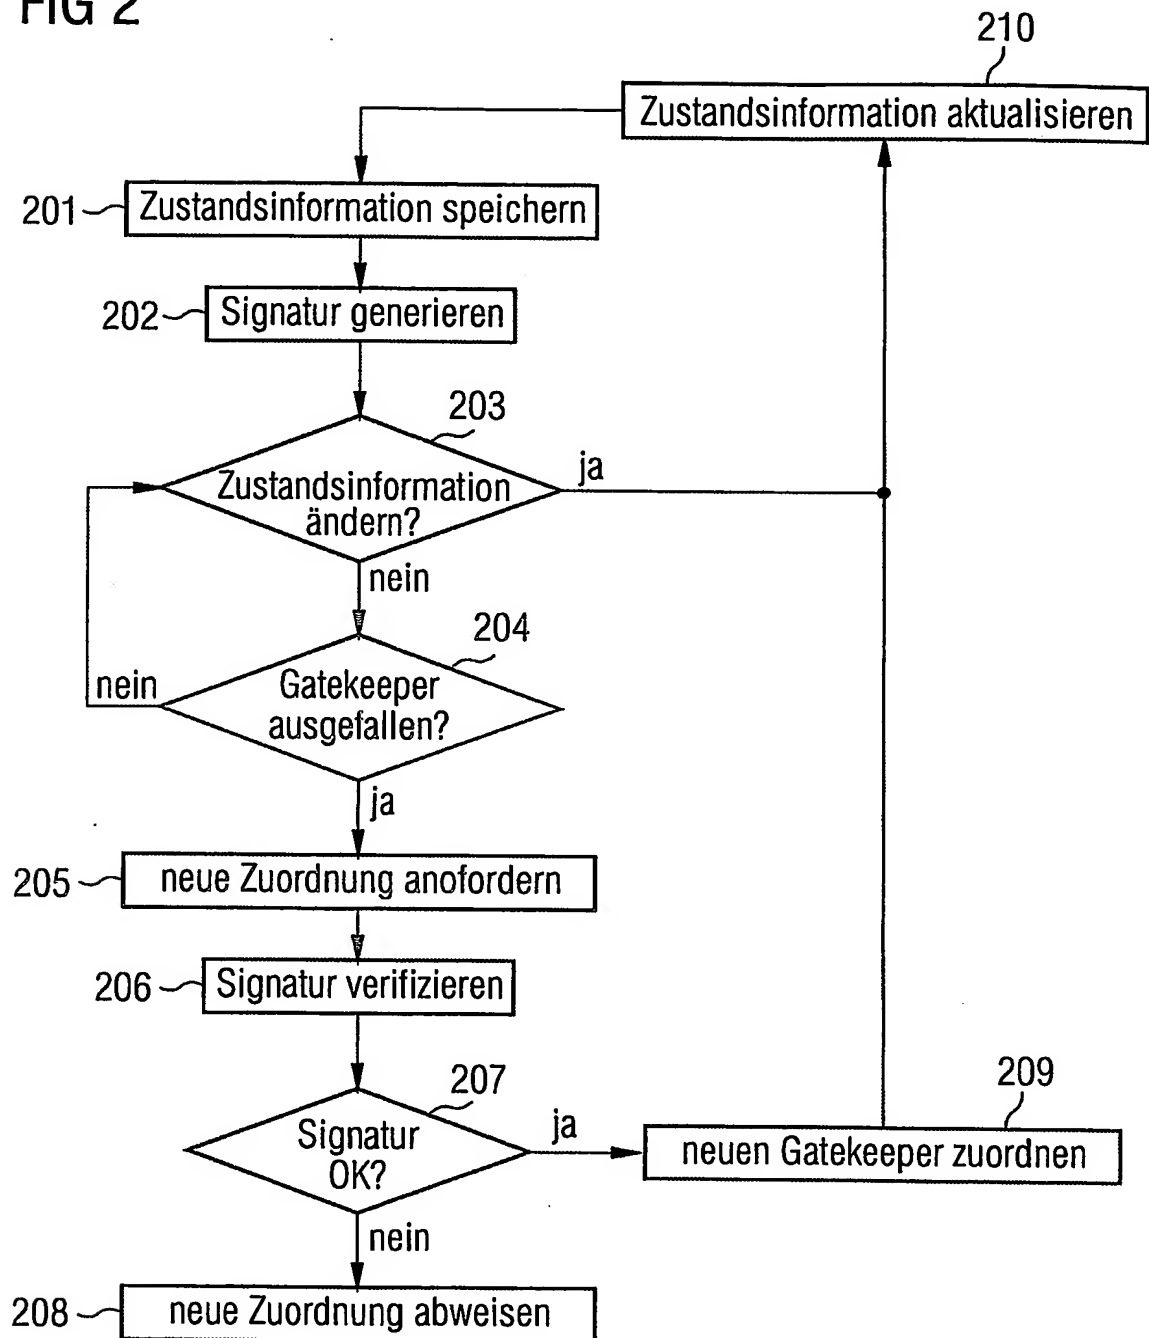 FIG 2
210
Zustandsinformation aktualisieren
201
Zustandsinformation speichern
202
Signatur generieren
203
Zustandsinformation
ändern?
ja
nein
204
Gatekeeper
ausgefallen?
nein
ja
205
neue Zuordnung anofordern
206
Signatur verifizieren
207
Signatur
OK?
ja
209
neuen Gatekeeper zuordnen
nein
208
neue Zuordnung abweisen